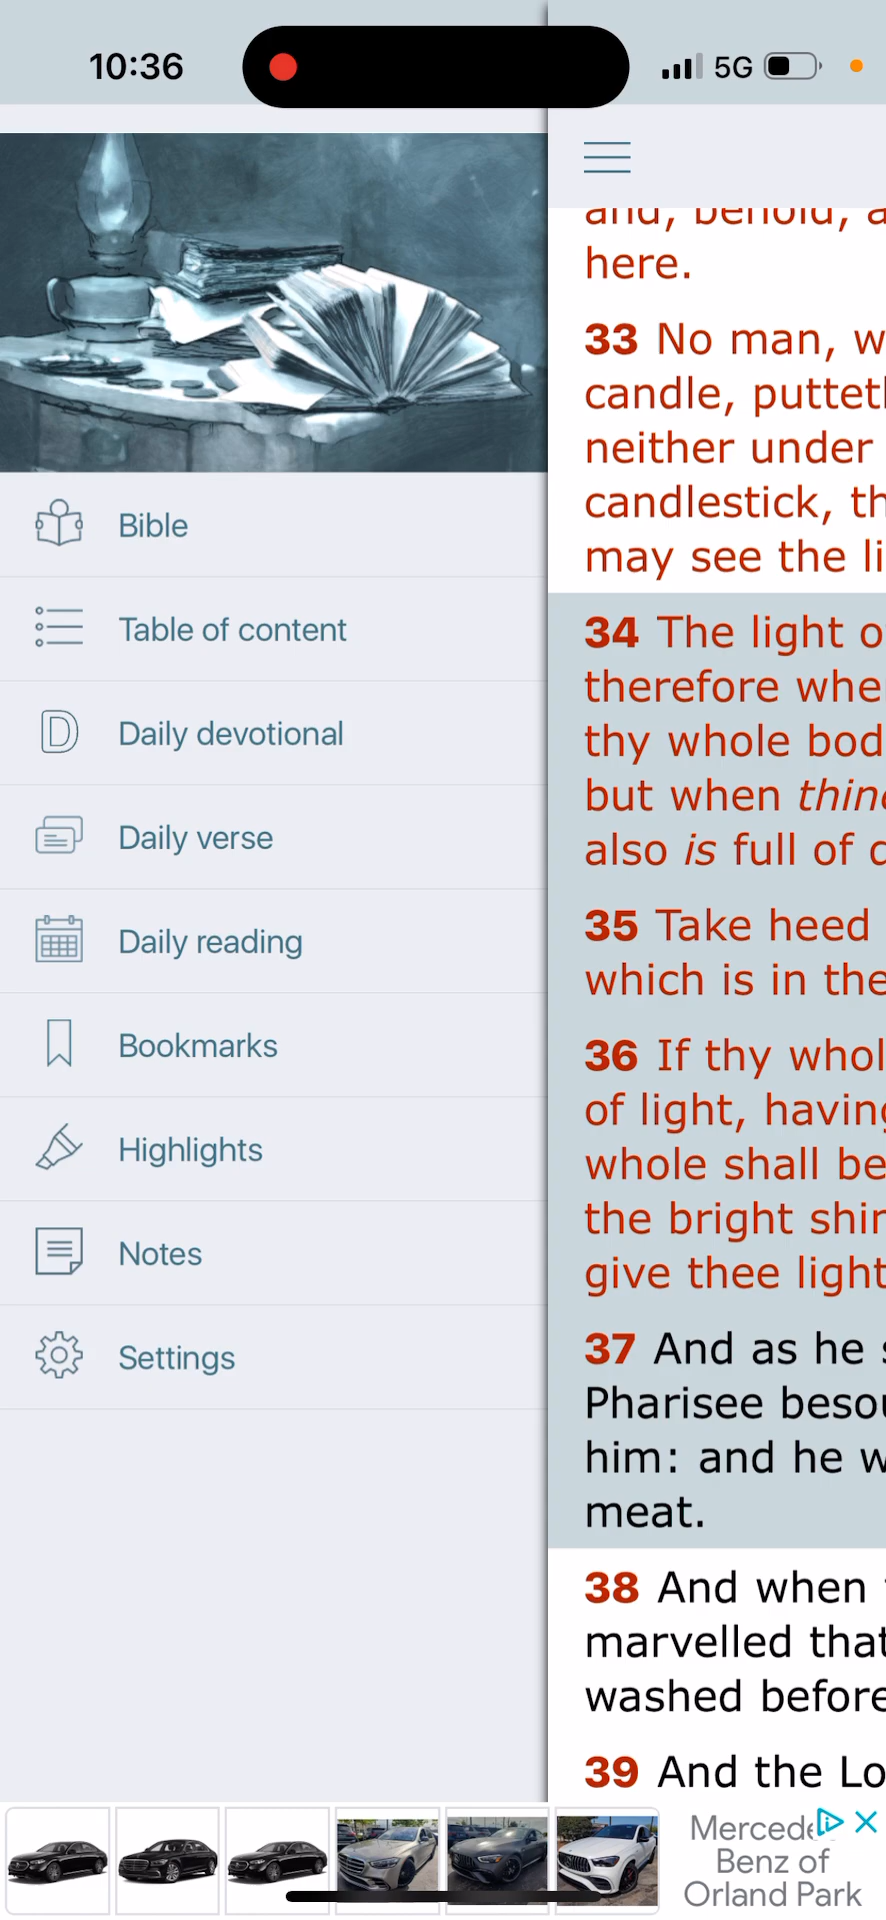 10:36
5G
Bible
Table of content
Daily devotional
Daily verse
Daily reading
Bookmarks
Highlights
Notes
Settings
and, behold, a
here.
33 No man, w
candle, puttet
neither under
candlestick, th
may see the li
34 The light o
therefore whe
thy whole bod
but when thine
also is full of d
35 Take heed
which is in the
36 If thy whol
of light, having
whole shall be
the bright shin
give thee light
37 And as he s
Pharisee besou
him: and he w
meat.
38 And when t
marvelled that
washed before
39 And the Lo
Mercede
Benz of
Orland Park